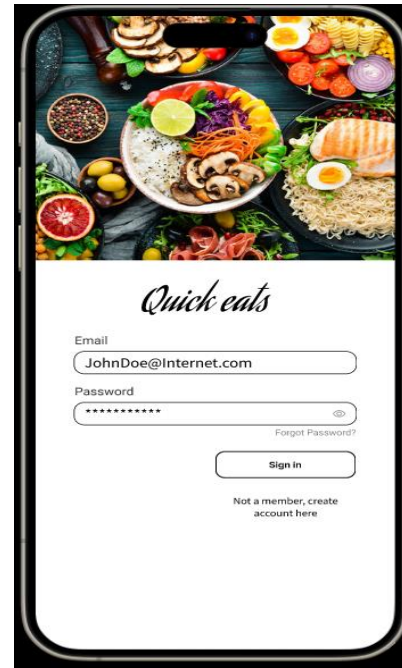 Quick eats
Email
JohnDoe@Internet.com
Password
***********
Forgot Password?
Sign in
Not a member, create
account here